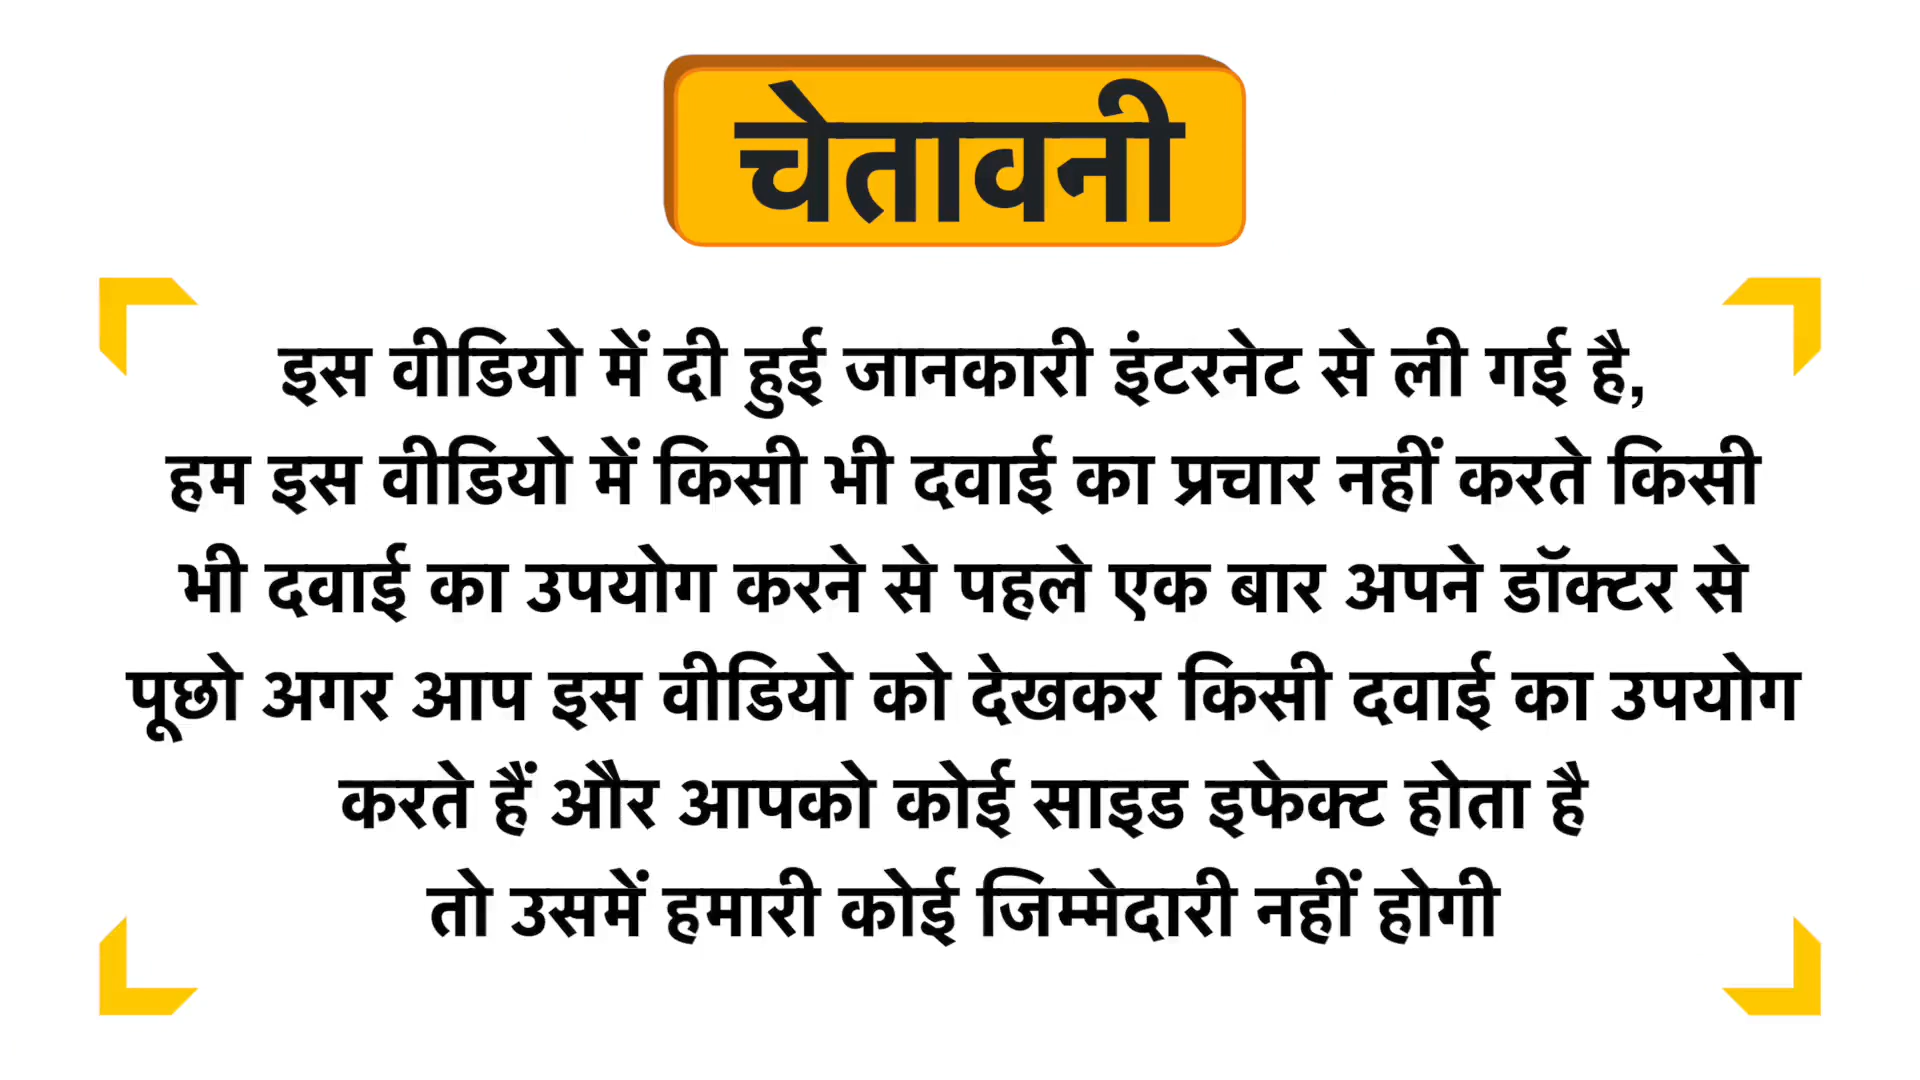 चेतावनी
इस वीडियो में दी हुई जानकारी इंटरनेट से ली गई है,
हम इस वीडियो में किसी भी दवाई का प्रचार नहीं करते किसी
भी दवाई का उपयोग करने से पहले एक बार अपने डॉक्टर से
पूछो अगर आप इस वीडियो को देखकर किसी दवाई का उपयोग
करते हैं और आपको कोई साइड इफेक्ट होता है
तो उसमें हमारी कोई जिम्मेदारी नहीं होगी